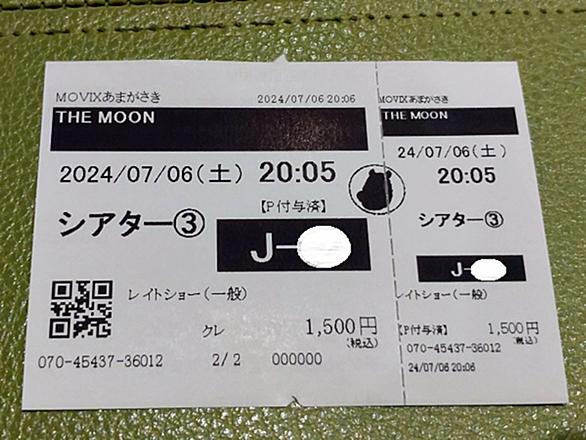 MOVIXあまがさき 2024/07/06 20:06
THE MOON
2024/07/06(土) 20:05
【P付与済】
シアター③
J-
レイトショー(一般)
クレ 1,500円
(税込)
070-45437-36012 2/2 000000
MOVIXあまがさき
THE MOON
24/07/06(土)
20:05
シアター③
J-
レイトショー(一般)
【P付与済】 1,500円
(税込)
070-45437-36012
24/07/06 20:06